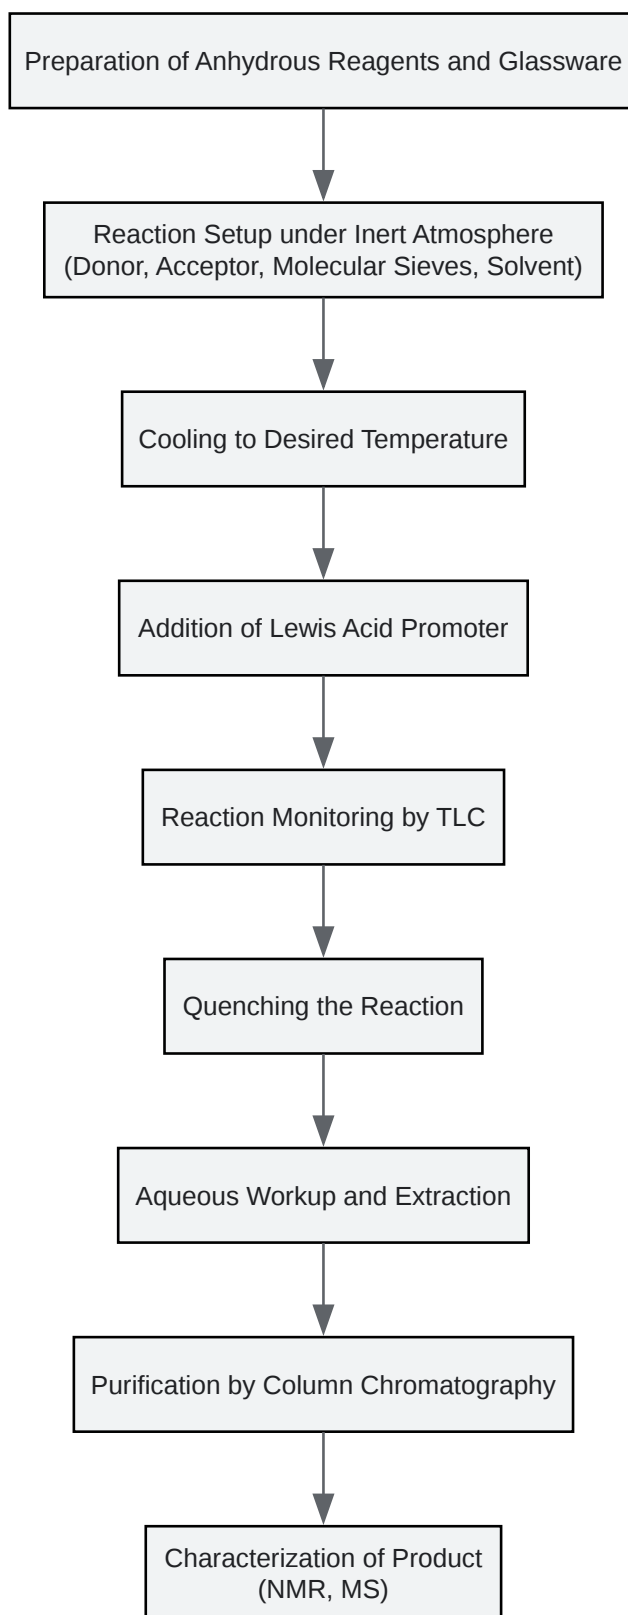 Preparation of Anhydrous Reagents and Glassware
Reaction Setup under Inert Atmosphere
(Donor, Acceptor, Molecular Sieves, Solvent)
Cooling to Desired Temperature
Addition of Lewis Acid Promoter
Reaction Monitoring by TLC
Quenching the Reaction
Aqueous Workup and Extraction
Purification by Column Chromatography
Characterization of Product
(NMR, MS)